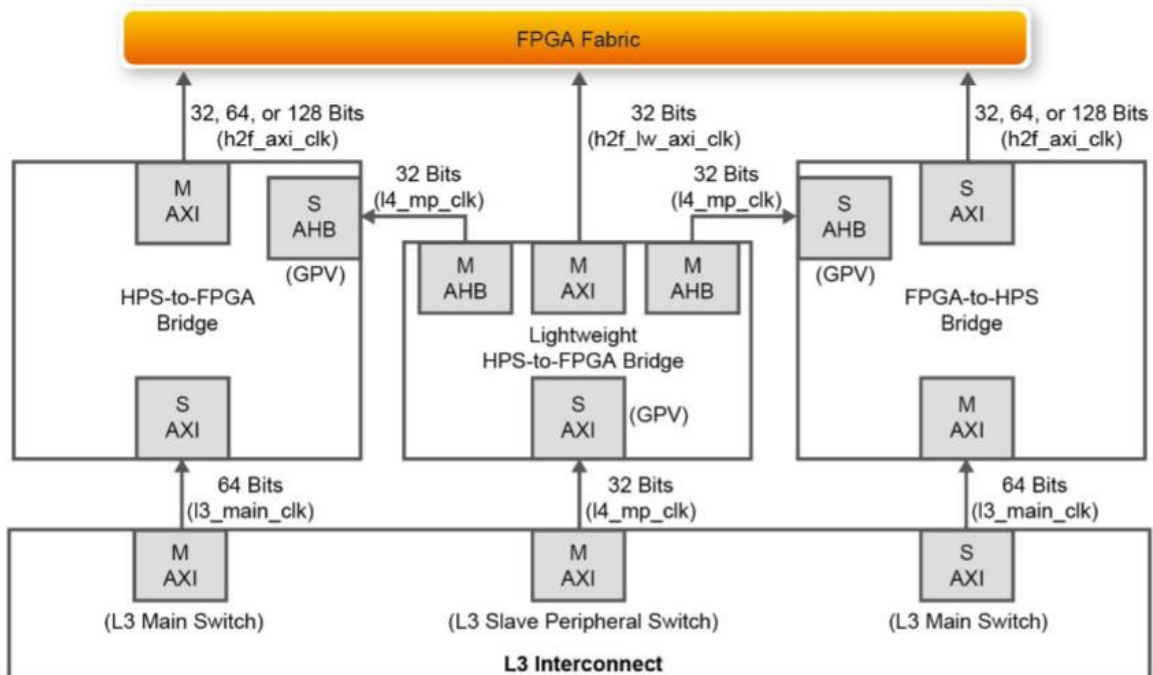 FPGA Fabric
32, 64, or 128 Bits
(h2f_axi_clk)
32 Bits
(h2f_lw_axi_clk)
32, 64, or 128 Bits
(h2f_axi_clk)
M
AXI
S
AHB
(GPV)
HPS-to-FPGA
Bridge
S
AXI
32 Bits
(l4_mp_clk)
32 Bits
(l4_mp_clk)
M
AHB
M
AXI
M
AHB
Lightweight
HPS-to-FPGA Bridge
S
AXI
(GPV)
S
AHB
(GPV)
S
AXI
FPGA-to-HPS
Bridge
M
AXI
64 Bits
(l3_main_clk)
32 Bits
(l4_mp_clk)
64 Bits
(l3_main_clk)
M
AXI
(L3 Main Switch)
M
AXI
(L3 Slave Peripheral Switch)
S
AXI
(L3 Main Switch)
L3 Interconnect